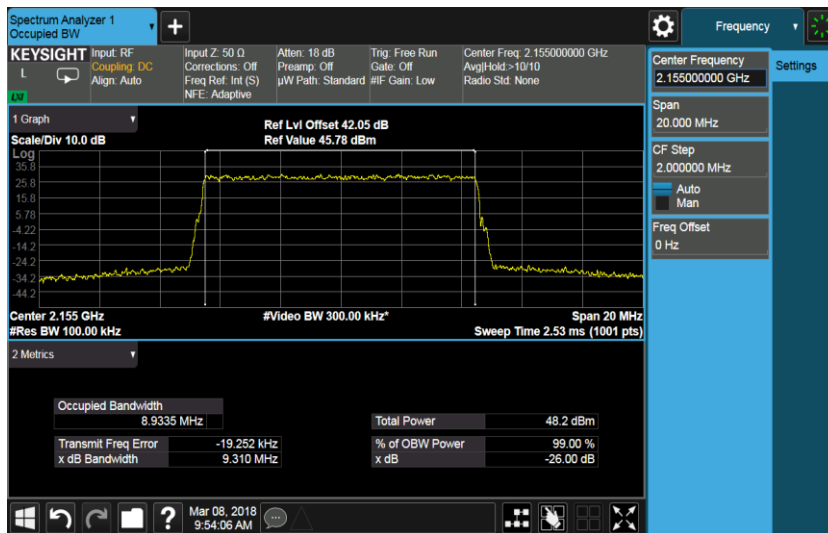 Spectrum Analyzer 1
Occupied BW
Frequency
KEYSIGHT
L
LXI
Input: RF
Coupling: DC
Align: Auto
Input Z: 50 Ω
Corrections: Off
Freq Ref: Int (S)
NFE: Adaptive
Atten: 18 dB
Preamp: Off
µW Path: Standard
Trig: Free Run
Gate: Off
#IF Gain: Low
Center Freq: 2.155000000 GHz
Avg|Hold:>10/10
Radio Std: None
Center Frequency
2.155000000 GHz
Settings
Span
20.000 MHz
CF Step
2.000000 MHz
Auto
Man
Freq Offset
0 Hz
1 Graph
Scale/Div 10.0 dB
Ref Lvl Offset 42.05 dB
Ref Value 45.78 dBm
Log
35.8
25.8
15.8
5.78
-4.22
-14.2
-24.2
-34.2
-44.2
Center 2.155 GHz
#Video BW 300.00 kHz*
Span 20 MHz
#Res BW 100.00 kHz
Sweep Time 2.53 ms (1001 pts)
2 Metrics
Occupied Bandwidth
8.9335 MHz
Total Power 48.2 dBm
Transmit Freq Error -19.252 kHz
% of OBW Power 99.00 %
x dB Bandwidth 9.310 MHz
x dB -26.00 dB
Mar 08, 2018
9:54:06 AM